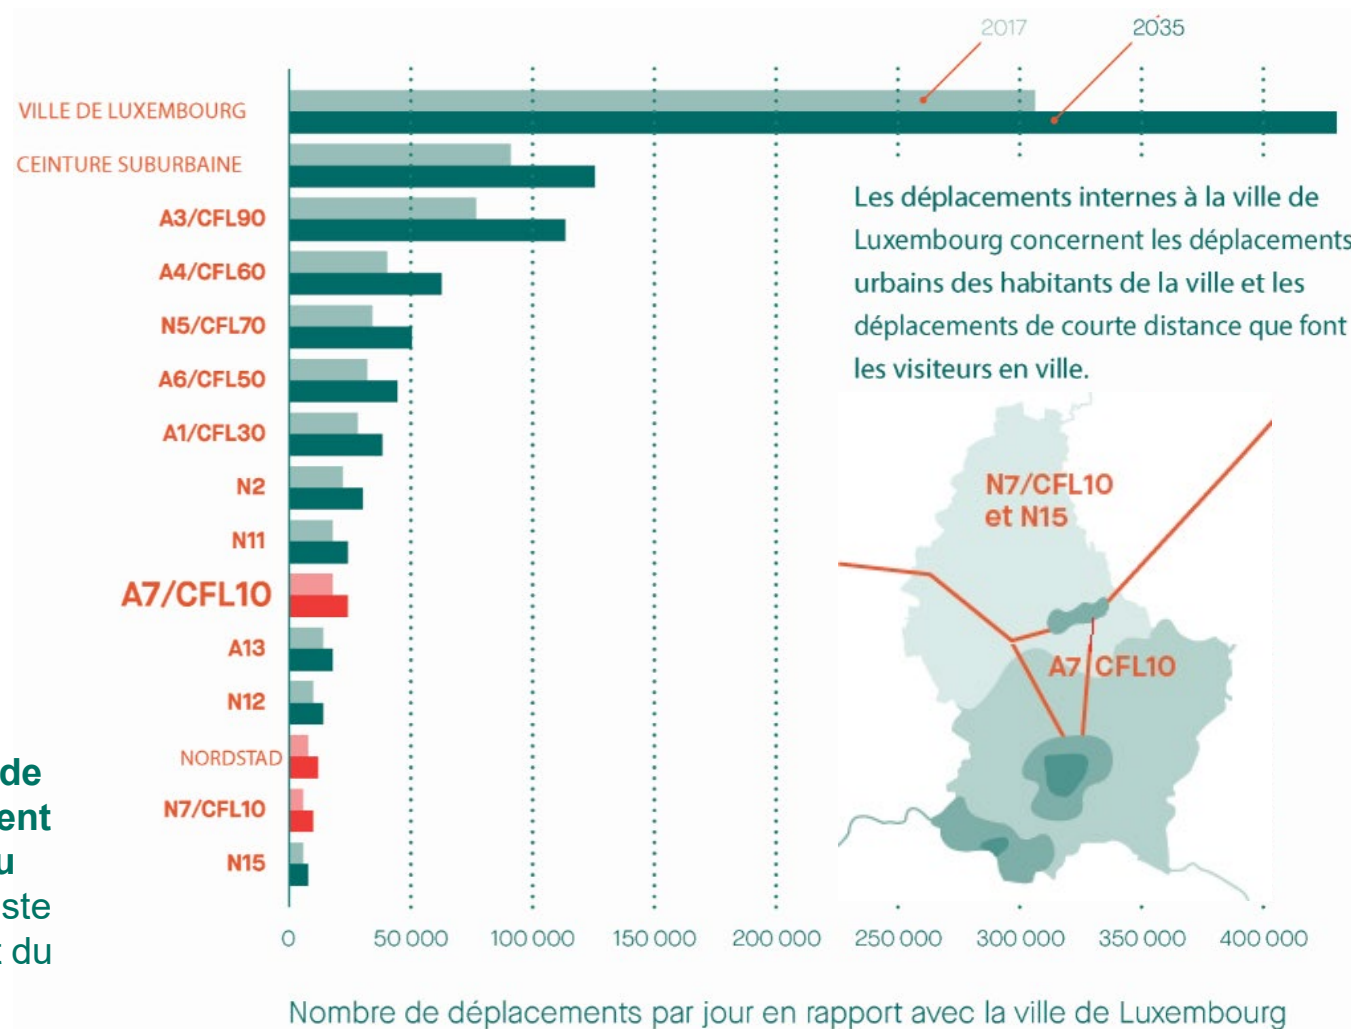 2017
2035
VILLE DE LUXEMBOURG
CEINTURE SUBURBAINE
A3/CFL90
A4/CFL60
N5/CFL70
A6/CFL50
A1/CFL30
N2
N11
A7/CFL10
A13
N12
NORDSTAD
N7/CFL10
N15
Les déplacements internes à la ville de
Luxembourg concernent les déplacements
urbains des habitants de la ville et les
déplacements de courte distance que font
les visiteurs en ville.
N7/CFL10
et N15
A7 CFL10
de
ent
u
ste
t du
0
50 000
100 000
150 000
200 000
250 000
300 000
350 000
400 000
Nombre de déplacements par jour en rapport avec la ville de Luxembourg